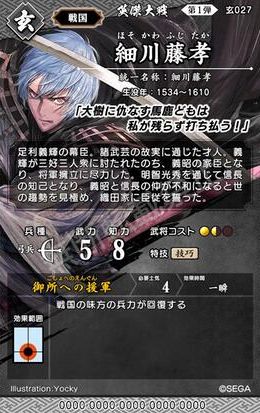 玄
戦国
英傑大戦
第1弾
玄027
ほそ かわ ふじ たか
細川藤孝
統一名称：細川藤孝
生没年：1534～1610
「大樹に仇なす馬鹿どもは
私が残らず打ち払う！」
足利義輝の幕臣。諸武芸の故実に通じた才人。義
輝が三好三人衆に討たれたのち、義昭の家臣とな
り、将軍擁立に尽力した。明智光秀を通じて信長
の知己となり、義昭と信長の仲が不和になると世
の趨勢を見極め、織田家に臣従を誓った。
兵種 武力 知力 武将コスト
弓兵 5 8
特技 技巧
ごしょへのえんぐん
御所への援軍
必要士気 効果時間
4 一瞬
戦国の味方の兵力が回復する
効果範囲
Illustration:Yocky
©SEGA
0000-0000-0000-0000-0000